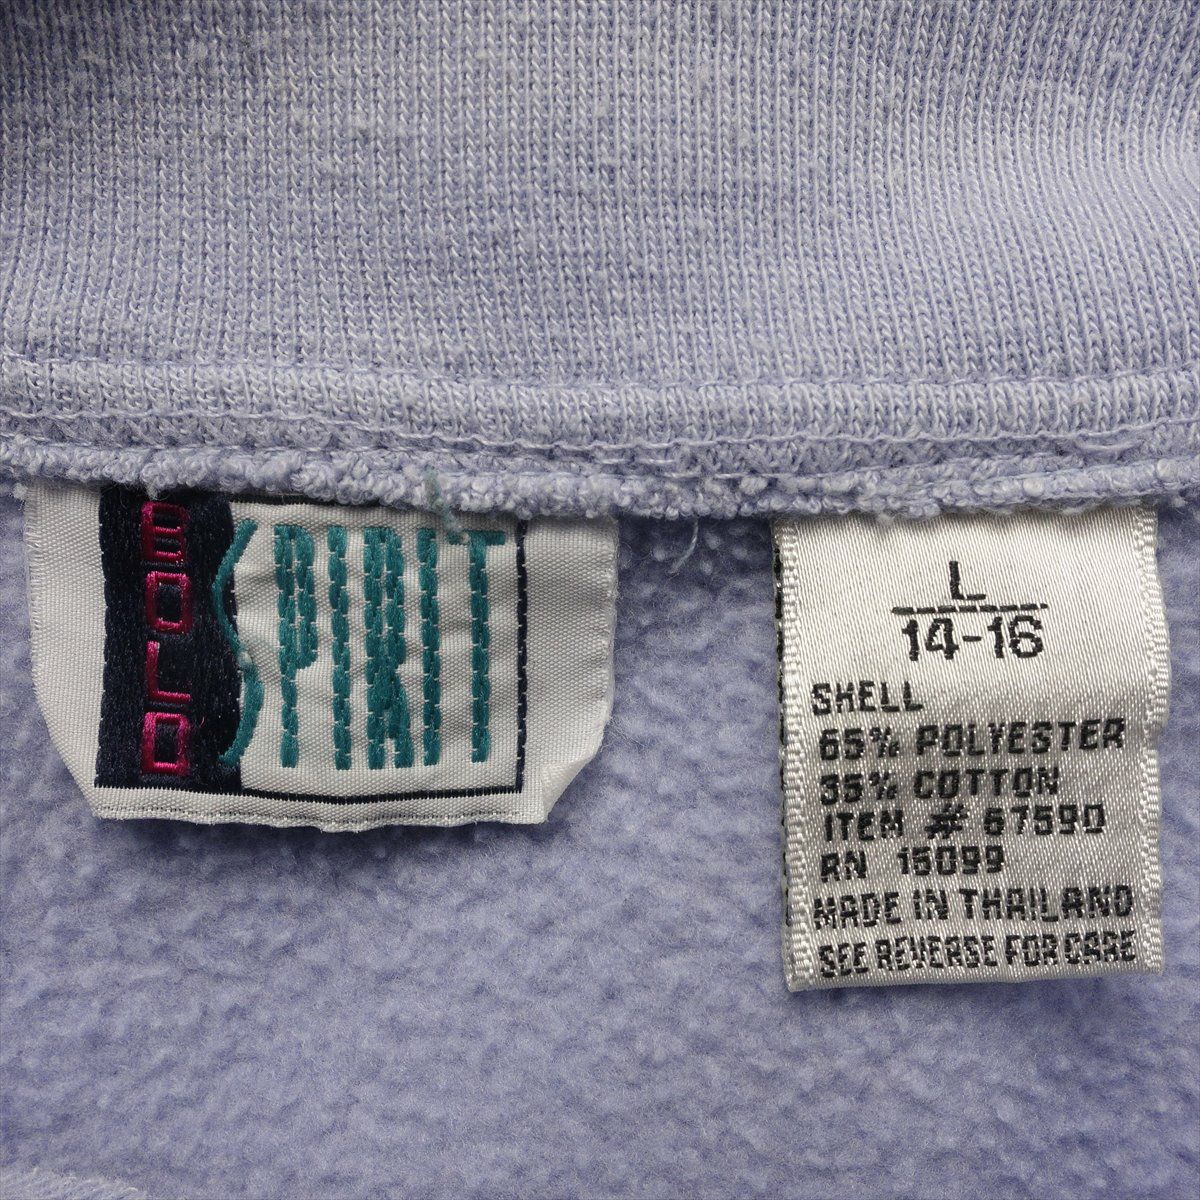 BOLD
SPIRIT
L
14-16
SHELL
65% POLYESTER
35% COTTON
ITEM # 67590
RN 15099
MADE IN THAILAND
SEE REVERSE FOR CARE